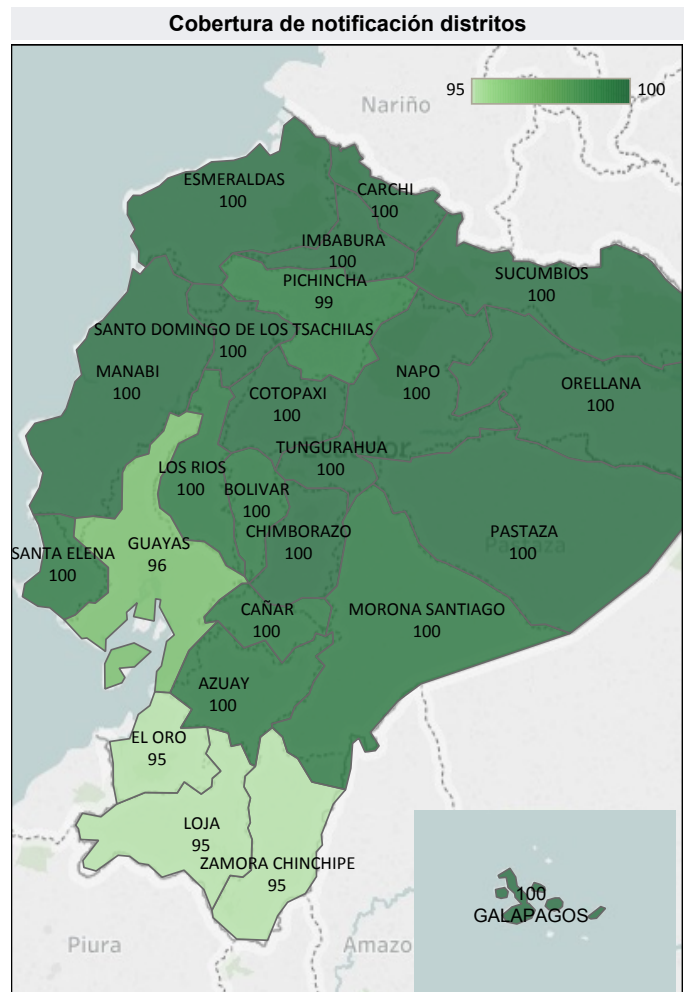 Cobertura de notificación distritos
95
100
Nariño
ESMERALDAS
100
CARCHI
100
IMBABURA
100
SUCUMBIOS
100
PICHINCHA
99
SANTO DOMINGO DE LOS TSACHILAS
100
MANABI
100
NAPO
100
ORELLANA
100
COTOPAXI
100
TUNGURAHUA
100
LOS RIOS
100
BOLIVAR
100
CHIMBORAZO
100
PASTAZA
100
Pastaza
SANTA ELENA
100
GUAYAS
96
CAÑAR
100
MORONA SANTIAGO
100
AZUAY
100
EL ORO
95
LOJA
95
ZAMORA CHINCHIPE
95
100
GALAPAGOS
Piura
Amazo